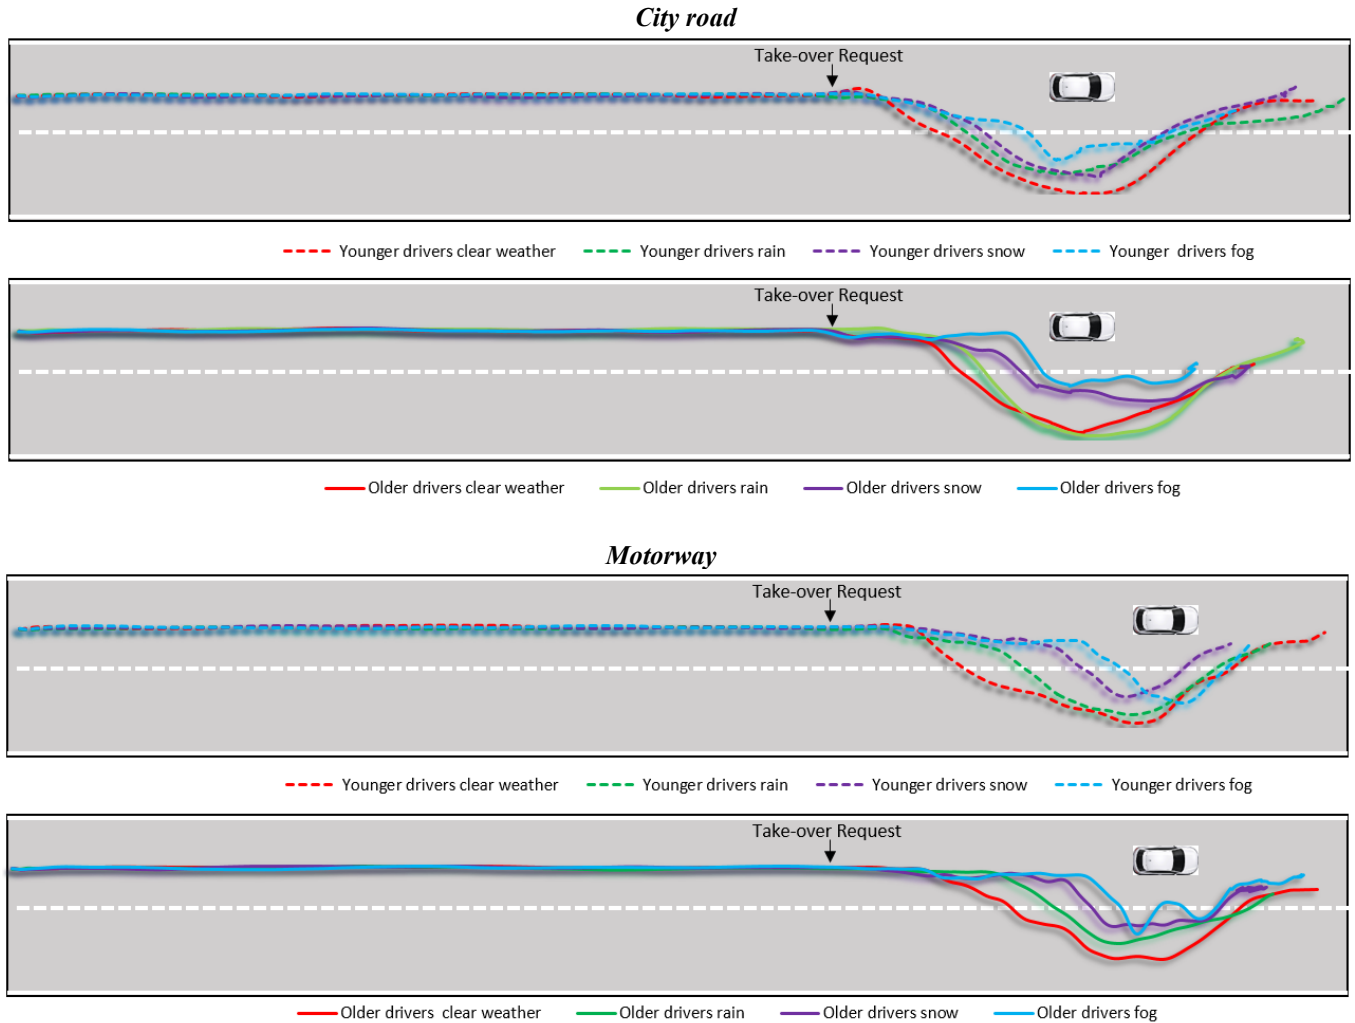 City road
Take-over Request
Younger drivers clear weather Younger drivers rain Younger drivers snow Younger drivers fog
Take-over Request
Older drivers clear weather Older drivers rain Older drivers snow Older drivers fog
Motorway
Take-over Request
Younger drivers clear weather Younger drivers rain Younger drivers snow Younger drivers fog
Take-over Request
Older drivers clear weather Older drivers rain Older drivers snow Older drivers fog